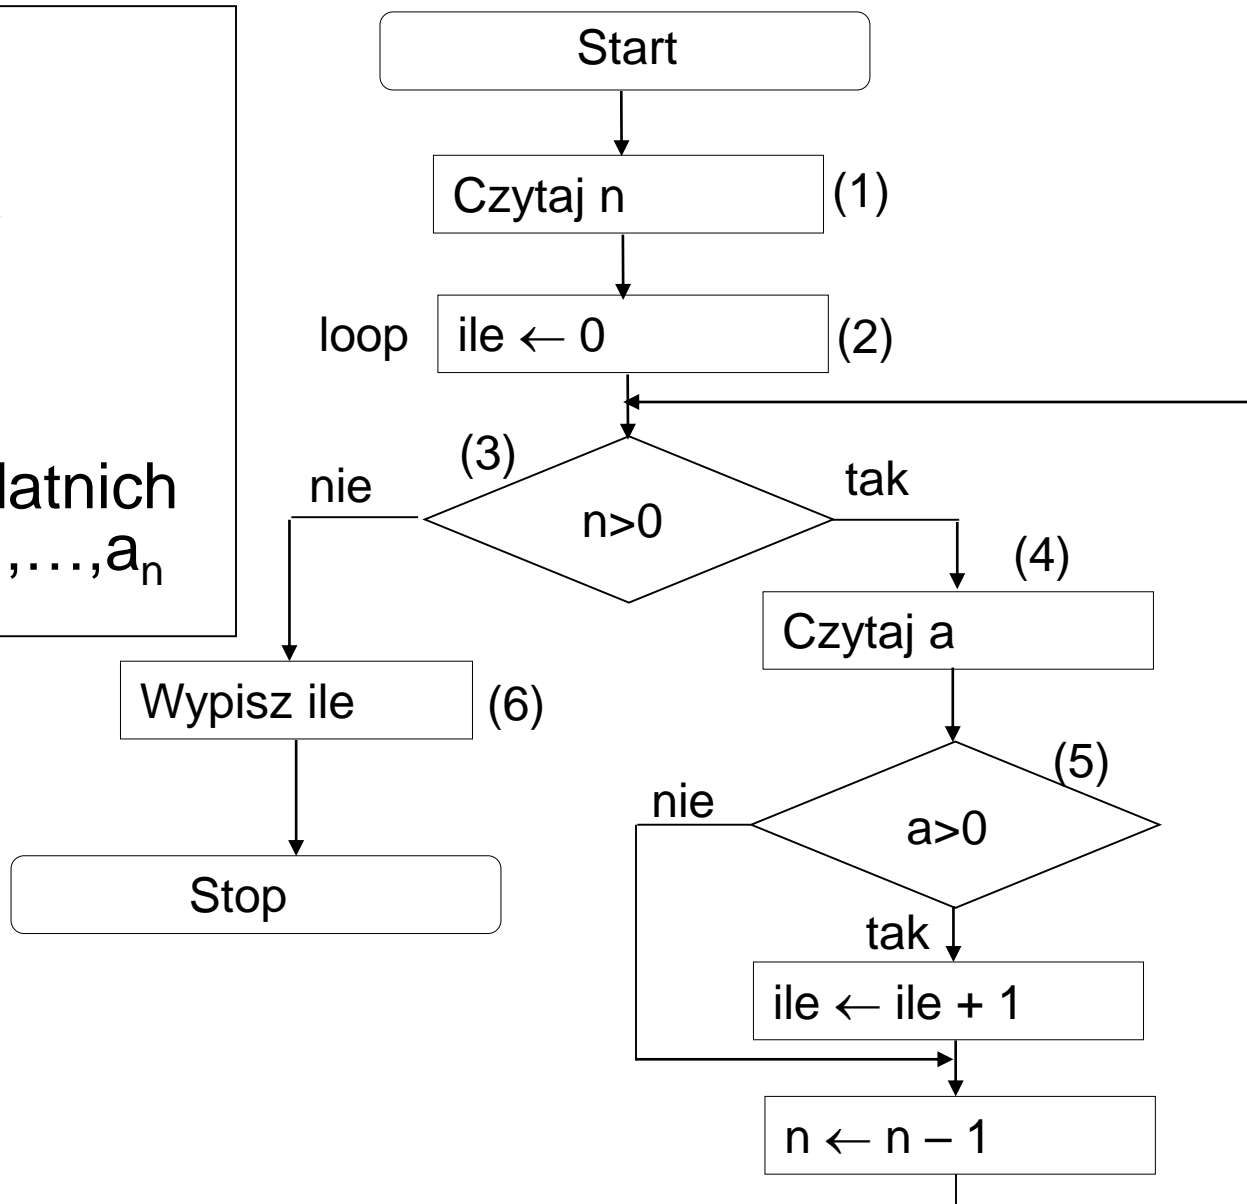 Start
Czytaj n
(1)
loop
ile ← 0
(2)
(3)
nie
n>0
tak
(4)
Czytaj a
Wypisz ile
(6)
(5)
nie
a>0
Stop
tak
ile ← ile + 1
n ← n – 1
,…,aₙ